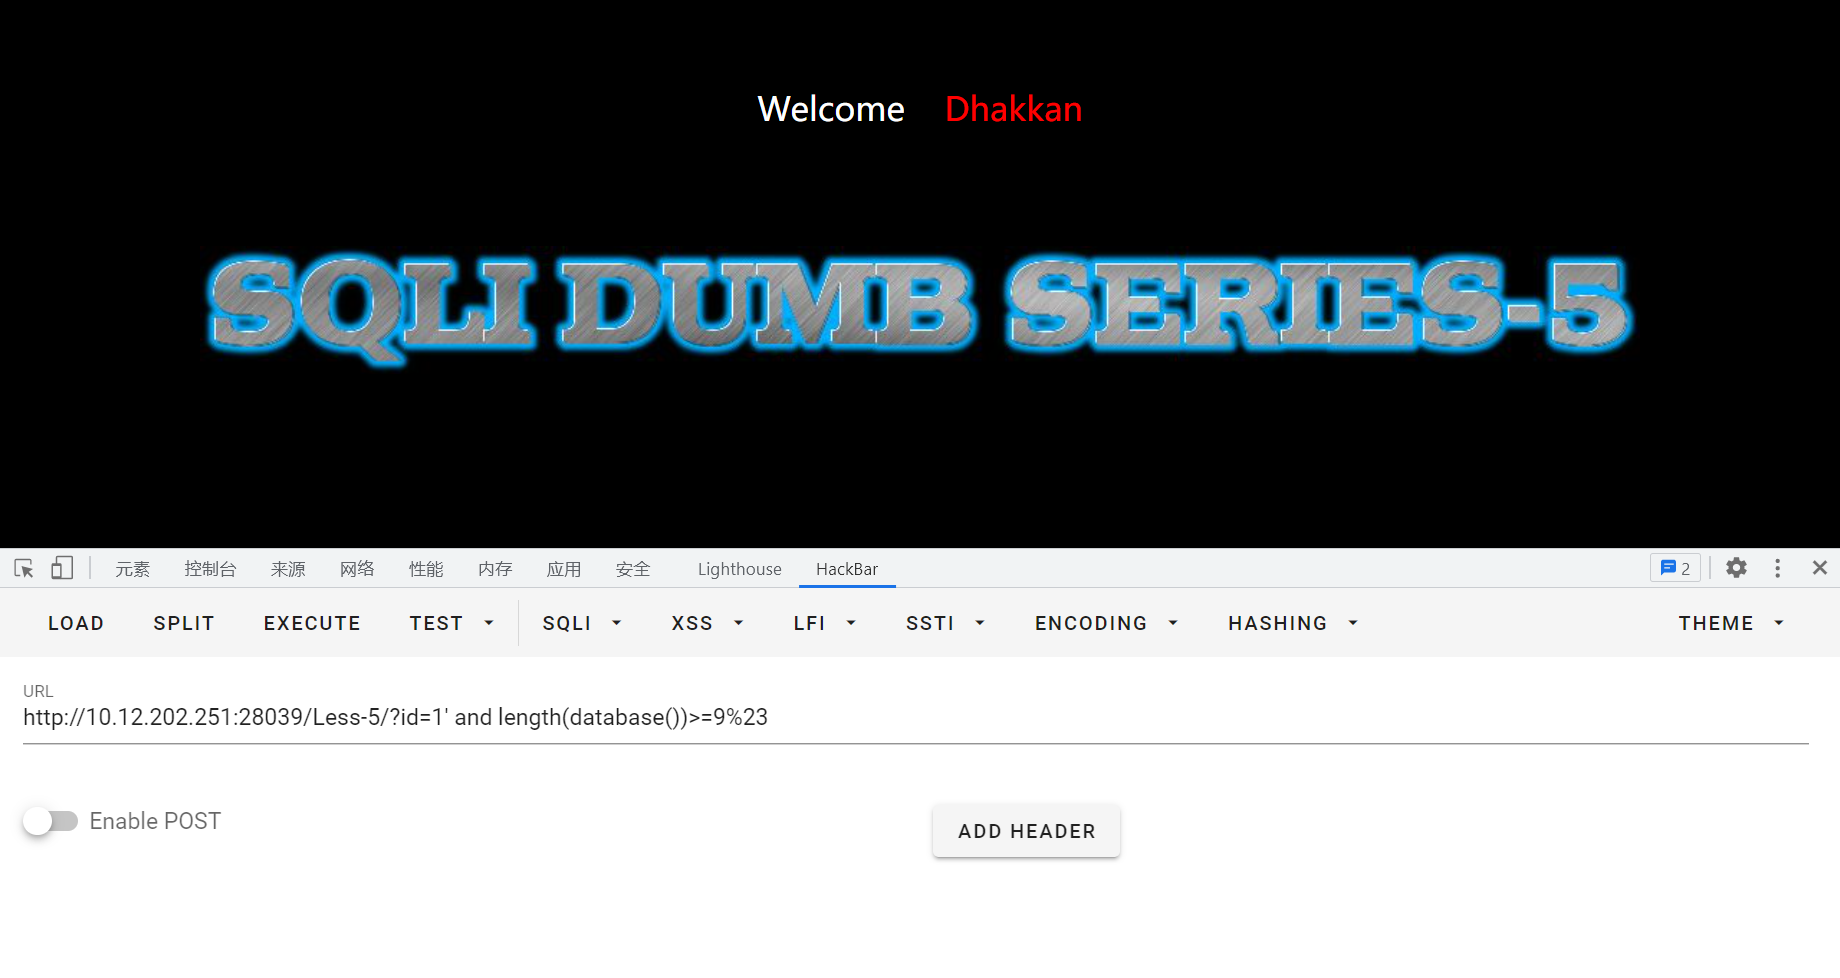 Welcome Dhakkan
SQLI DUMB SERIES-5
元素 控制台 来源 网络 性能 内存 应用 安全 Lighthouse HackBar 2
LOAD SPLIT EXECUTE TEST SQLI XSS LFI SSTI ENCODING HASHING THEME
URL
http://10.12.202.251:28039/Less-5/?id=1' and length(database())>=9%23
Enable POST ADD HEADER